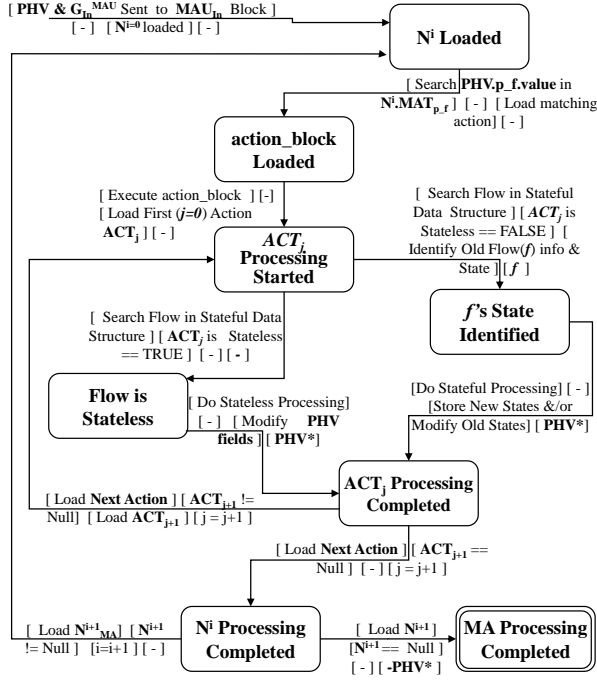 [ PHV & G_In^MAU Sent to MAU_In Block ]
[ - ] [ N^i=0 loaded ] [ - ]
N^i Loaded
[ Search PHV.p_f.value in
N^i.MAT_p_f ] [ - ] [ Load matching
action] [ - ]
action_block
Loaded
[ Execute action_block ] [-]
[ Load First (j=0) Action
ACT_j ] [ - ]
[ Search Flow in Stateful
Data Structure ] [ ACT_j is
Stateless == FALSE ] [
Identify Old Flow(f) info &
State ] [ f ]
ACT_j
Processing
Started
f's State
Identified
[ Search Flow in Stateful Data
Structure ] [ ACT_j is Stateless
== TRUE ] [ - ] [ - ]
Flow is
Stateless
[ Do Stateless Processing]
[ - ] [ Modify PHV
fields ] [ PHV*]
[Do Stateful Processing] [ - ]
[Store New States &/or
Modify Old States] [ PHV*]
ACT_j Processing
Completed
[ Load Next Action ] [ ACT_j+1 !=
Null] [ Load ACT_j+1 ] [ j = j+1 ]
[ Load Next Action ] [ ACT_j+1 ==
Null ] [ - ] [ j = j+1 ]
N^i Processing
Completed
[ Load N^i+1_MA] [ N^i+1
!= Null ] [i=i+1 ] [ - ]
[ Load N^i+1 ]
[N^i+1 == Null ]
[ - ] [ -PHV* ]
MA Processing
Completed